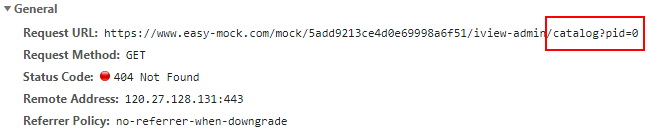 General
Request URL: https://www.easy-mock.com/mock/5add9213ce4d0e69998a6f51/iview-admin/catalog?pid=0
Request Method: GET
Status Code: 404 Not Found
Remote Address: 120.27.128.131:443
Referrer Policy: no-referrer-when-downgrade